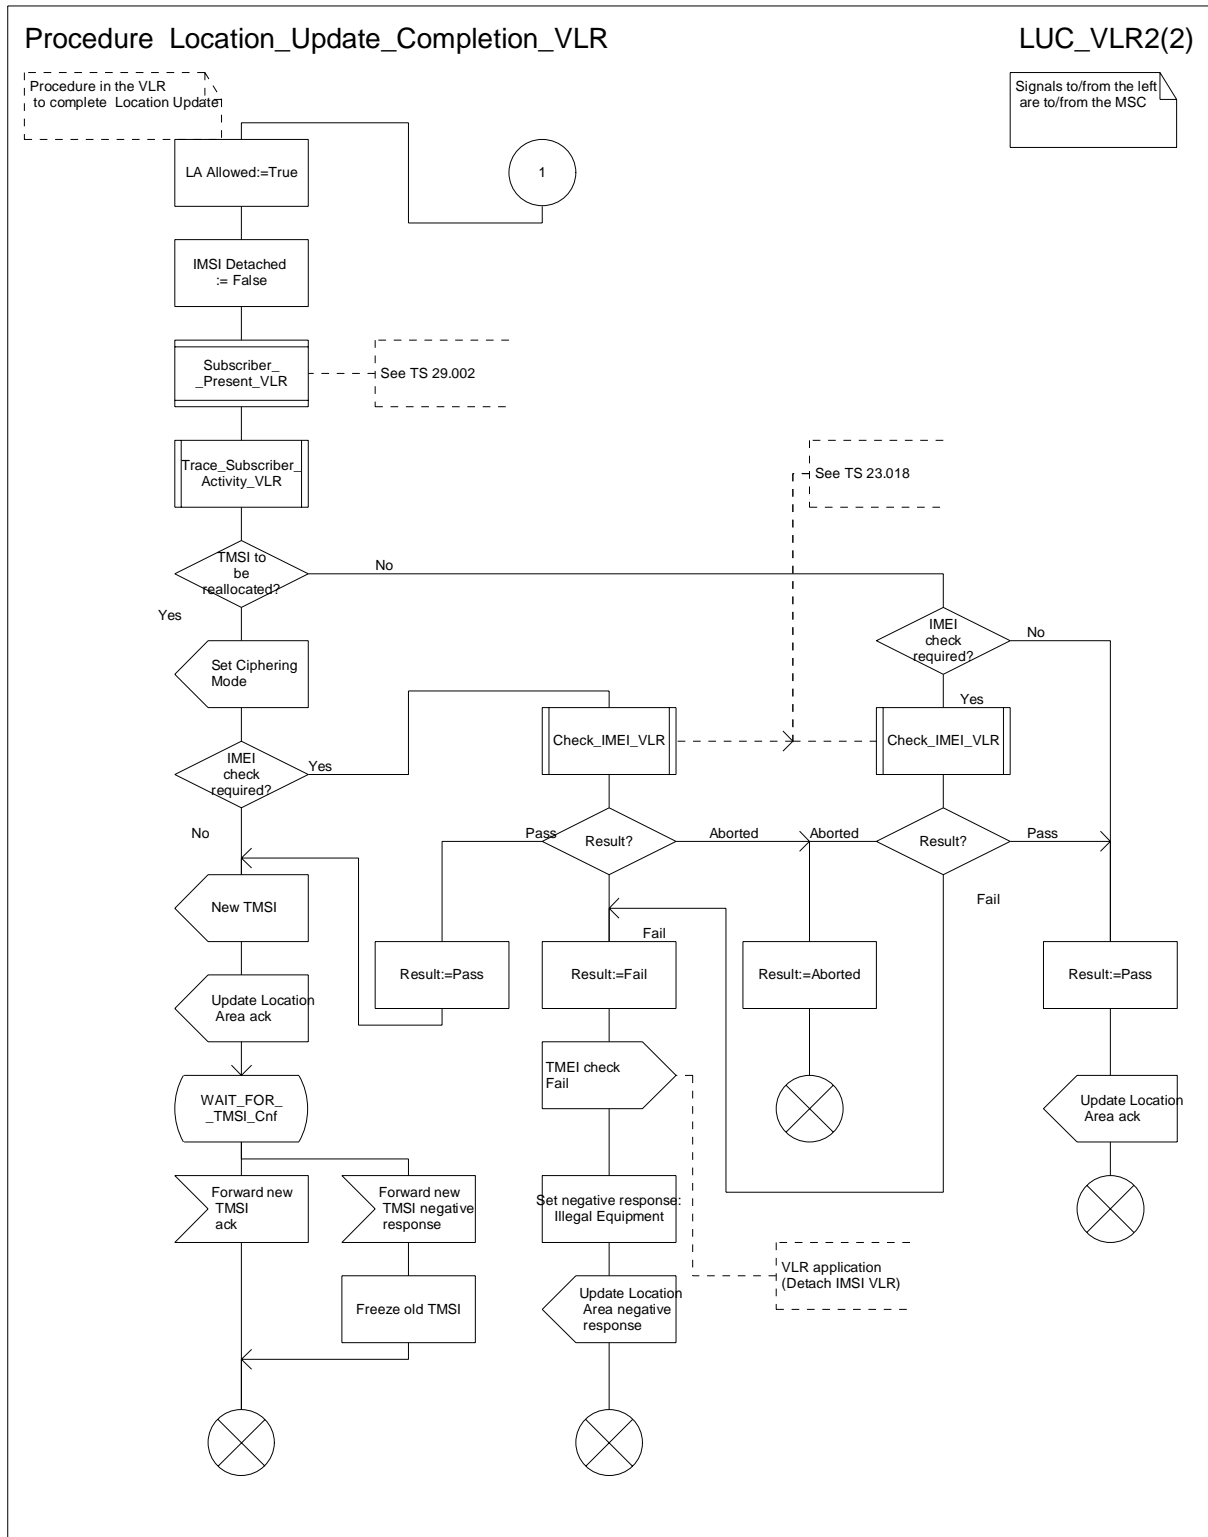 Procedure Location_Update_Completion_VLR
LUC_VLR2(2)
Procedure in the VLR
to complete Location Update
Signals to/from the left
are to/from the MSC
LA Allowed:=True
1
IMSI Detached
:= False
Subscriber_
_Present_VLR
See TS 29.002
Trace_Subscriber_
Activity_VLR
See TS 23.018
TMSI to
be
reallocated?
No
Yes
IMEI
check
required?
No
Set Ciphering
Mode
Yes
Check_IMEI_VLR
Check_IMEI_VLR
IMEI
check
required?
Yes
No
Pass
Result?
Aborted
Aborted
Result?
Pass
New TMSI
Fail
Fail
Result:=Pass
Result:=Fail
Result:=Aborted
Result:=Pass
Update Location
Area ack
TMEI check
Fail
WAIT_FOR_
_TMSI_Cnf
Update Location
Area ack
Forward new
TMSI
ack
Forward new
TMSI negative
response
Set negative response:
Illegal Equipment
VLR application
(Detach IMSI VLR)
Freeze old TMSI
Update Location
Area negative
response